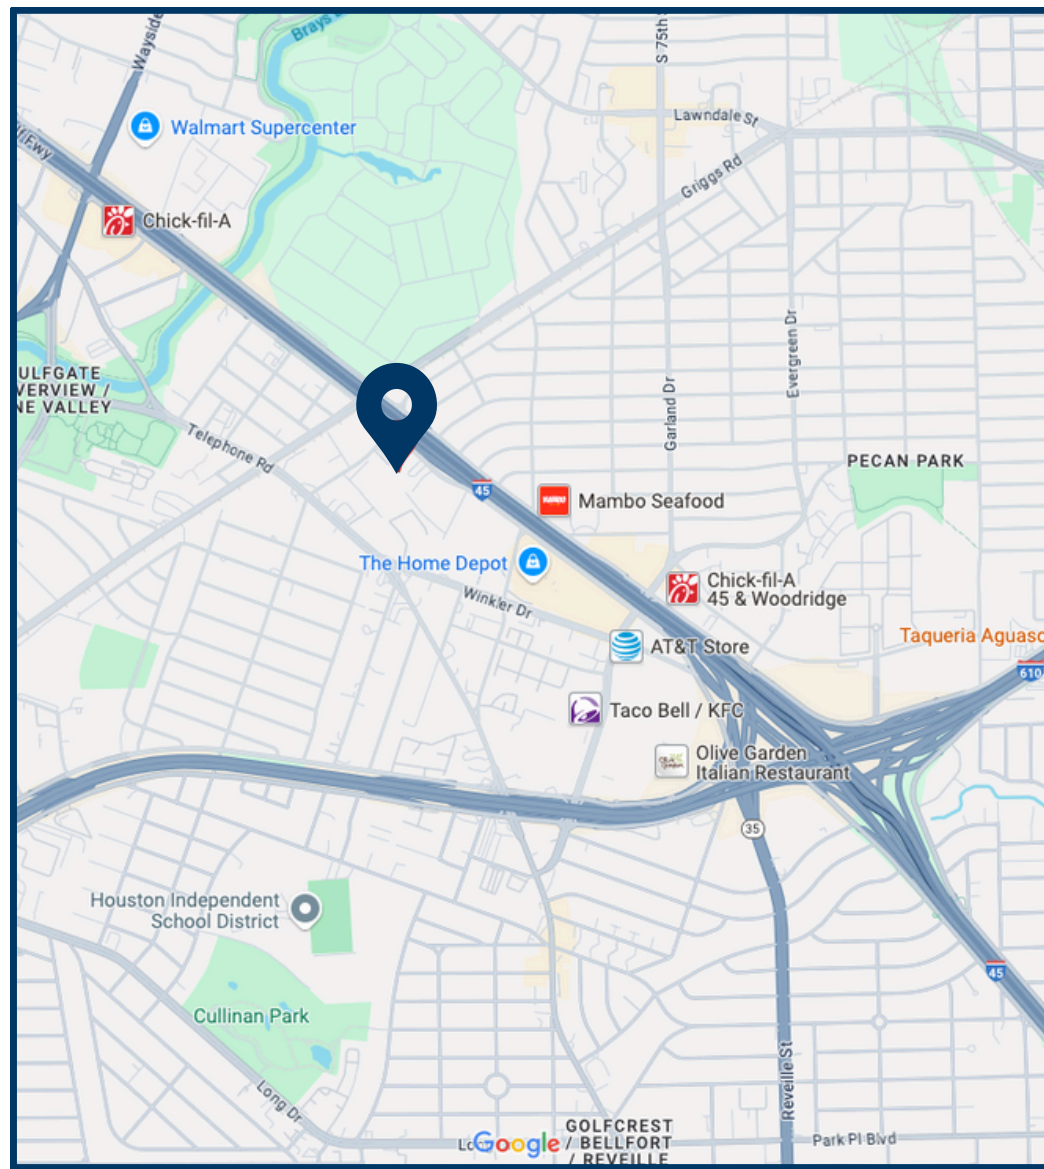 Brays
Wayside
S 75th
Lawndale St
Walmart Supercenter
Fwy
Griggs Rd
Chick-fil-A
Evergreen Dr
ULFGATE
VERVIEW /
NE VALLEY
Garland Dr
Telephone Rd
PECAN PARK
45
Mambo Seafood
The Home Depot
Chick-fil-A
45 & Woodridge
Winkler Dr
Taqueria Aguasc
AT&T Store
610
Taco Bell / KFC
Olive Garden
Italian Restaurant
35
Houston Independent
School District
45
Cullinan Park
Reveille St
Long Dr
GOLFCREST
/ BELLFORT
/ REVEILLE
Google
Park Pl Blvd